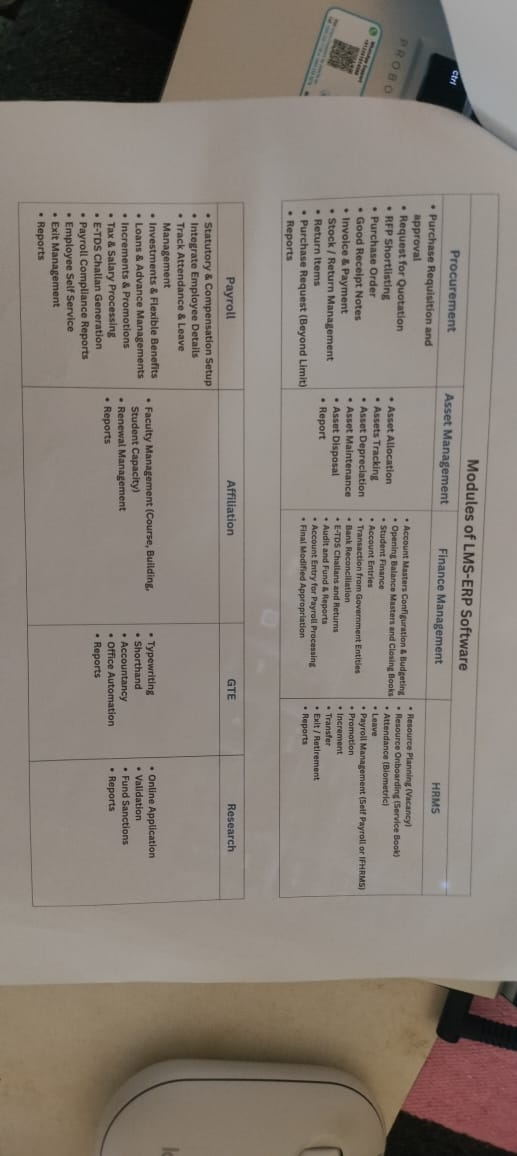 PROBO
Ctrl
Modules of LMS-ERP Software
Procurement
• Purchase Requisition and
approval
• Request for Quotation
• RFP Shortlisting
• Purchase Order
• Good Receipt Notes
• Invoice & Payment
• Stock / Return Management
• Return Items
• Purchase Request (Beyond Limit)
• Reports
Asset Management
• Asset Allocation
• Assets Tracking
• Asset Depreciation
• Asset Maintenance
• Asset Disposal
• Report
Finance Management
• Account Masters Configuration & Budgeting
• Opening Balance Masters and Closing Books
• Student Finance
• Account Entries
• Transaction from Government Entities
• Bank Reconciliation
• E-TDS Challans and Returns
• Audit and Fund & Reports
• Account Entry for Payroll Processing
• Final Modified Appropriation
HRMS
• Resource Planning (Vacancy)
• Resource Onboarding (Service Book)
• Attendance (Biometric)
• Leave
• Payroll Management (Self Payroll or IFHRMS)
• Promotion
• Increment
• Transfer
• Exit / Retirement
• Reports
Payroll
• Statutory & Compensation Setup
• Integrate Employee Details
• Track Attendance & Leave
Management
• Investments & Flexible Benefits
• Loans & Advance Managements
• Increments & Promotions
• Tax & Salary Processing
• E-TDS Challan Generation
• Payroll Compliance Reports
• Employee Self Service
• Exit Management
• Reports
Affiliation
• Faculty Management (Course, Building,
Student Capacity)
• Renewal Management
• Reports
GTE
• Typewriting
• Shorthand
• Accountancy
• Office Automation
• Reports
Research
• Online Application
• Validation
• Fund Sanctions
• Reports